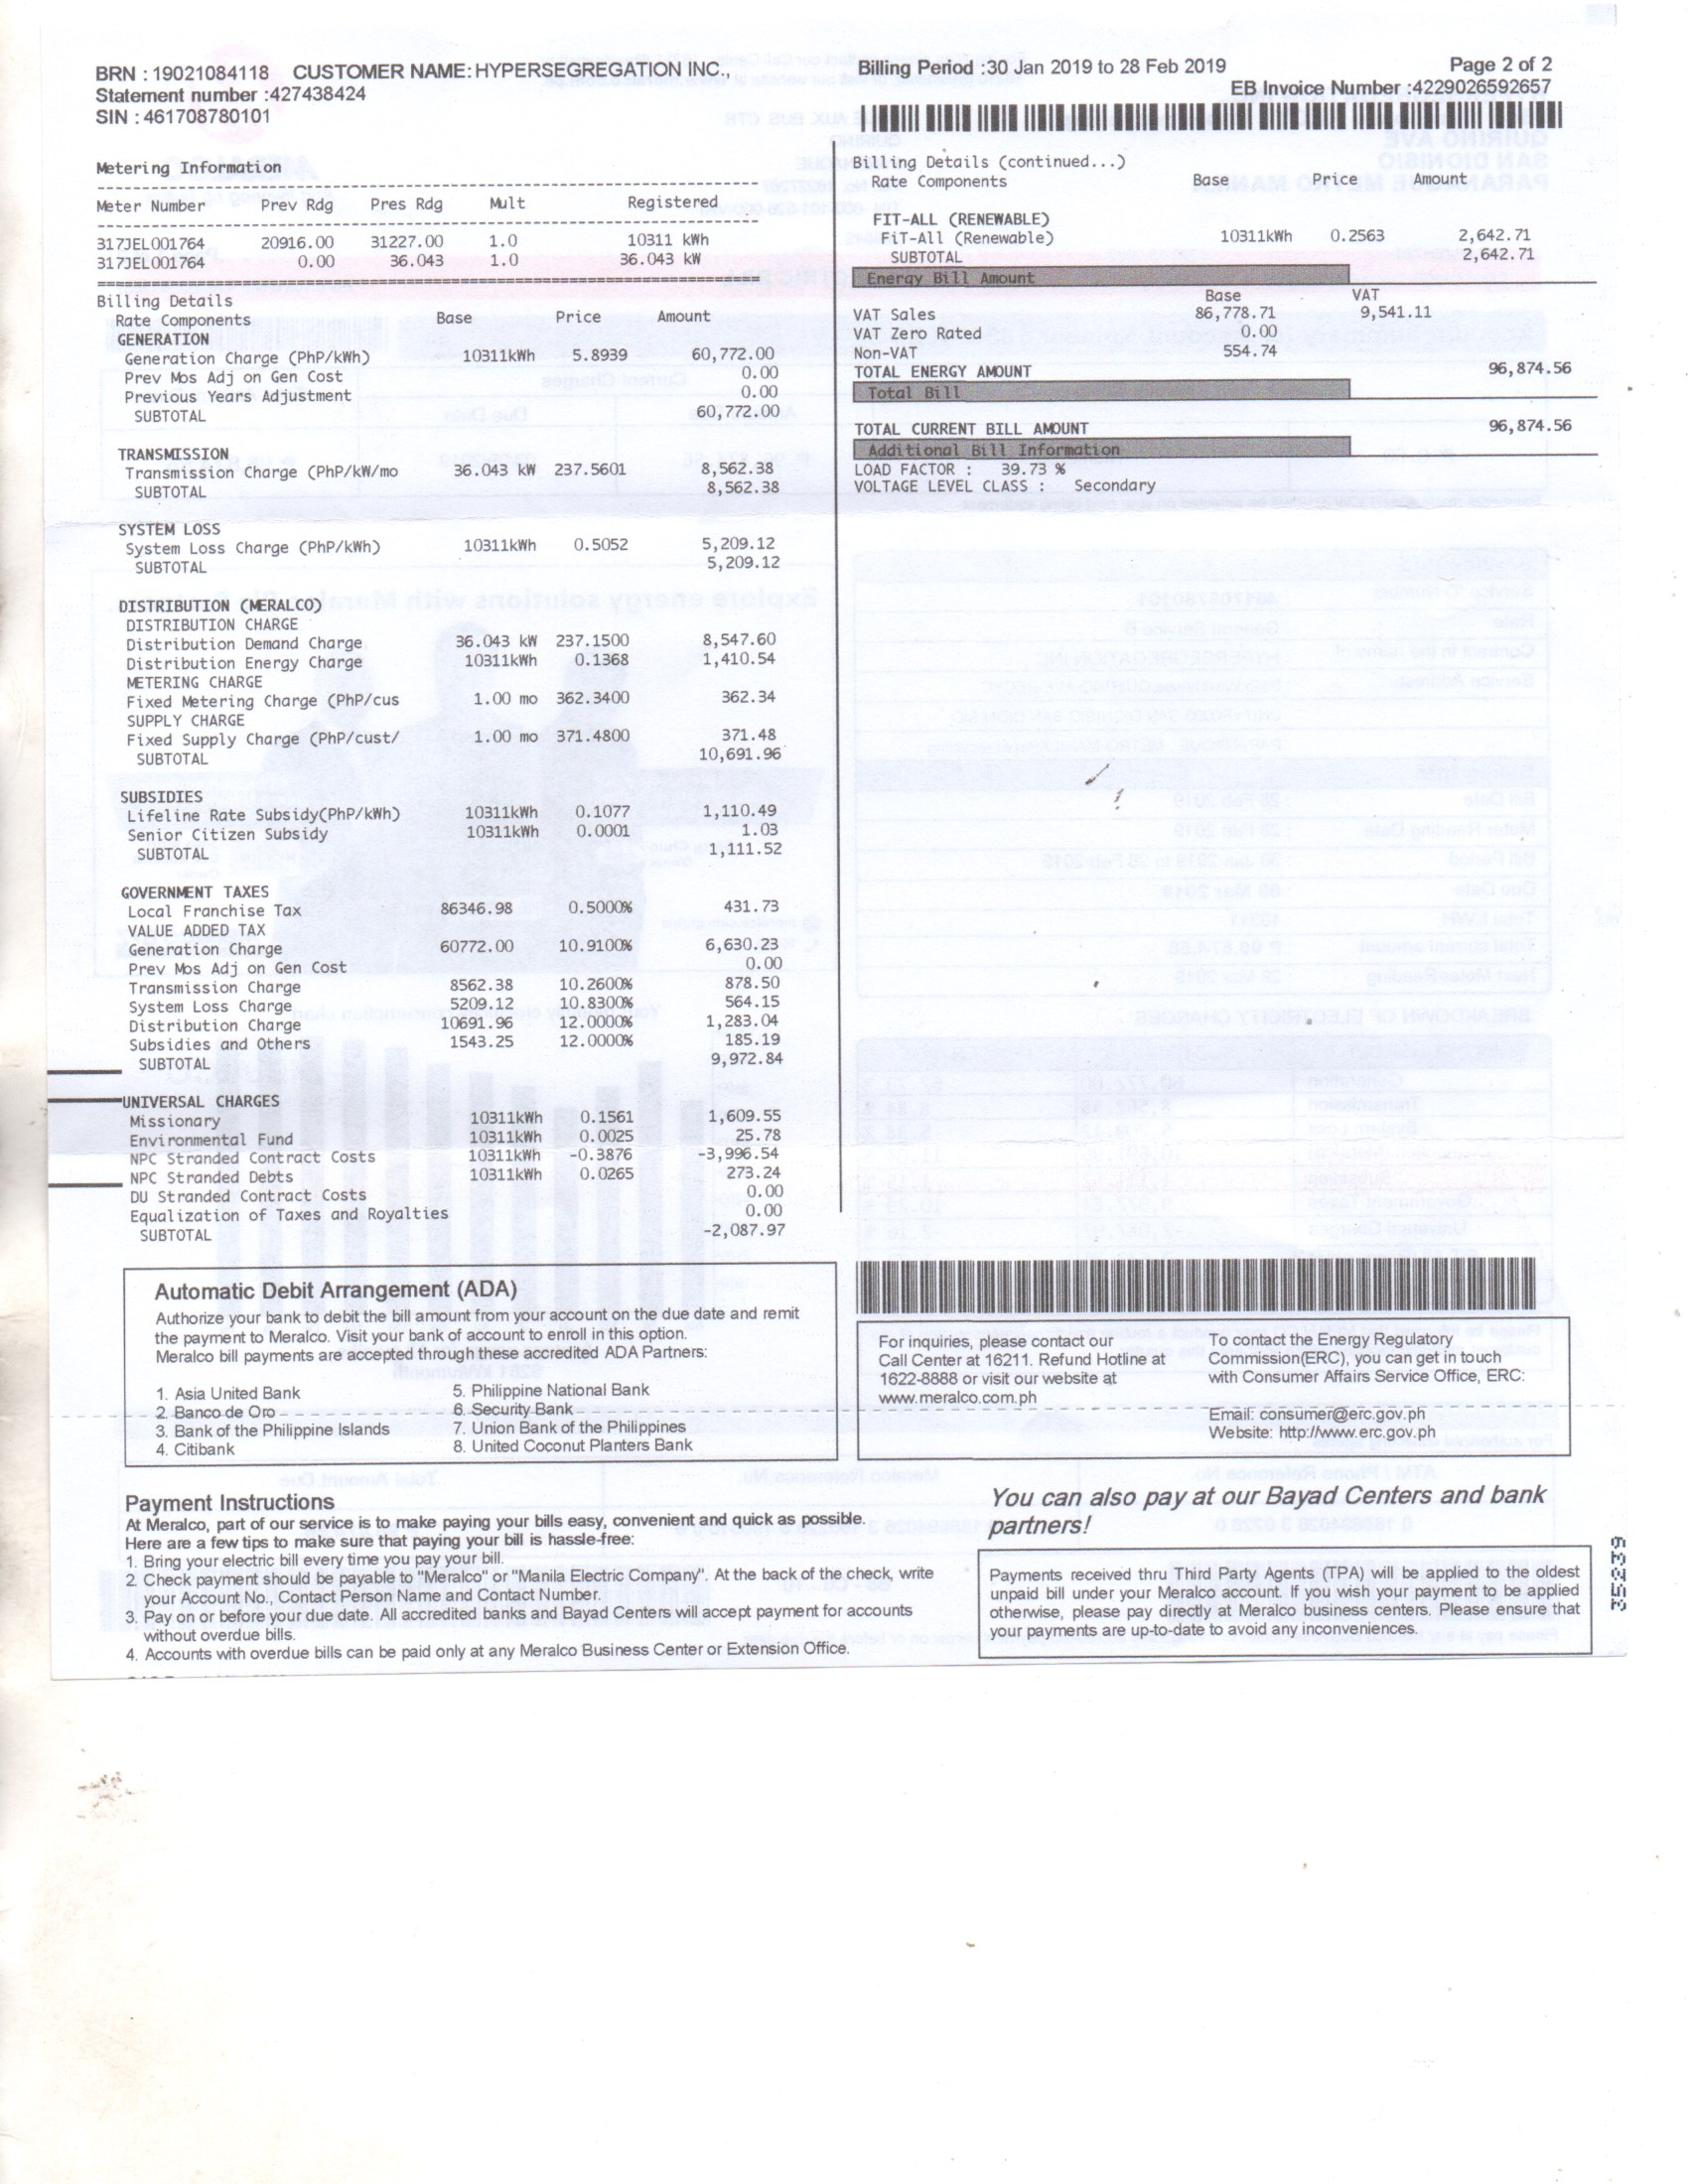 BRN : 19021084118 CUSTOMER NAME: HYPERSEGREGATION INC.,
Statement number :427438424
SIN : 461708780101
Billing Period :30 Jan 2019 to 28 Feb 2019
Page 2 of 2
EB Invoice Number :4229026592657
Metering Information
Meter Number Prev Rdg Pres Rdg Mult Registered
317JEL001764 20916.00 31227.00 1.0 10311 kWh
317JEL001764 0.00 36.043 1.0 36.043 kW
Billing Details
Rate Components Base Price Amount
GENERATION
Generation Charge (PhP/kWh) 10311kWh 5.8939 60,772.00
Prev Mos Adj on Gen Cost 0.00
Previous Years Adjustment 0.00
SUBTOTAL 60,772.00
TRANSMISSION
Transmission Charge (PhP/kW/mo 36.043 kW 237.5601 8,562.38
SUBTOTAL 8,562.38
SYSTEM LOSS
System Loss Charge (PhP/kWh) 10311kWh 0.5052 5,209.12
SUBTOTAL 5,209.12
DISTRIBUTION (MERALCO)
DISTRIBUTION CHARGE
Distribution Demand Charge 36.043 kW 237.1500 8,547.60
Distribution Energy Charge 10311kWh 0.1368 1,410.54
METERING CHARGE
Fixed Metering Charge (PhP/cus 1.00 mo 362.3400 362.34
SUPPLY CHARGE
Fixed Supply Charge (PhP/cust/ 1.00 mo 371.4800 371.48
SUBTOTAL 10,691.96
SUBSIDIES
Lifeline Rate Subsidy(PhP/kWh) 10311kWh 0.1077 1,110.49
Senior Citizen Subsidy 10311kWh 0.0001 1.03
SUBTOTAL 1,111.52
GOVERNMENT TAXES
Local Franchise Tax 86346.98 0.5000% 431.73
VALUE ADDED TAX
Generation Charge 60772.00 10.9100% 6,630.23
Prev Mos Adj on Gen Cost 0.00
Transmission Charge 8562.38 10.2600% 878.50
System Loss Charge 5209.12 10.8300% 564.15
Distribution Charge 10691.96 12.0000% 1,283.04
Subsidies and Others 1543.25 12.0000% 185.19
SUBTOTAL 9,972.84
UNIVERSAL CHARGES
Missionary 10311kWh 0.1561 1,609.55
Environmental Fund 10311kWh 0.0025 25.78
NPC Stranded Contract Costs 10311kWh -0.3876 -3,996.54
NPC Stranded Debts 10311kWh 0.0265 273.24
DU Stranded Contract Costs 0.00
Equalization of Taxes and Royalties 0.00
SUBTOTAL -2,087.97
Billing Details (continued...)
Rate Components Base Price Amount
FIT-ALL (RENEWABLE)
FiT-All (Renewable) 10311kWh 0.2563 2,642.71
SUBTOTAL 2,642.71
Energy Bill Amount
Base VAT
VAT Sales 86,778.71 9,541.11
VAT Zero Rated 0.00
Non-VAT 554.74
TOTAL ENERGY AMOUNT 96,874.56
Total Bill
TOTAL CURRENT BILL AMOUNT 96,874.56
Additional Bill Information
LOAD FACTOR : 39.73 %
VOLTAGE LEVEL CLASS : Secondary
Automatic Debit Arrangement (ADA)
Authorize your bank to debit the bill amount from your account on the due date and remit
the payment to Meralco. Visit your bank of account to enroll in this option.
Meralco bill payments are accepted through these accredited ADA Partners:
1. Asia United Bank
2. Banco de Oro
3. Bank of the Philippine Islands
4. Citibank
5. Philippine National Bank
6. Security Bank
7. Union Bank of the Philippines
8. United Coconut Planters Bank
For inquiries, please contact our
Call Center at 16211. Refund Hotline at
1622-8888 or visit our website at
www.meralco.com.ph
To contact the Energy Regulatory
Commission(ERC), you can get in touch
with Consumer Affairs Service Office, ERC:
Email: consumer@erc.gov.ph
Website: http://www.erc.gov.ph
Payment Instructions
At Meralco, part of our service is to make paying your bills easy, convenient and quick as possible.
Here are a few tips to make sure that paying your bill is hassle-free:
1. Bring your electric bill every time you pay your bill.
2. Check payment should be payable to "Meralco" or "Manila Electric Company". At the back of the check, write
your Account No., Contact Person Name and Contact Number.
3. Pay on or before your due date. All accredited banks and Bayad Centers will accept payment for accounts
without overdue bills.
4. Accounts with overdue bills can be paid only at any Meralco Business Center or Extension Office.
You can also pay at our Bayad Centers and bank
partners!
Payments received thru Third Party Agents (TPA) will be applied to the oldest
unpaid bill under your Meralco account. If you wish your payment to be applied
otherwise, please pay directly at Meralco business centers. Please ensure that
your payments are up-to-date to avoid any inconveniences.
35239